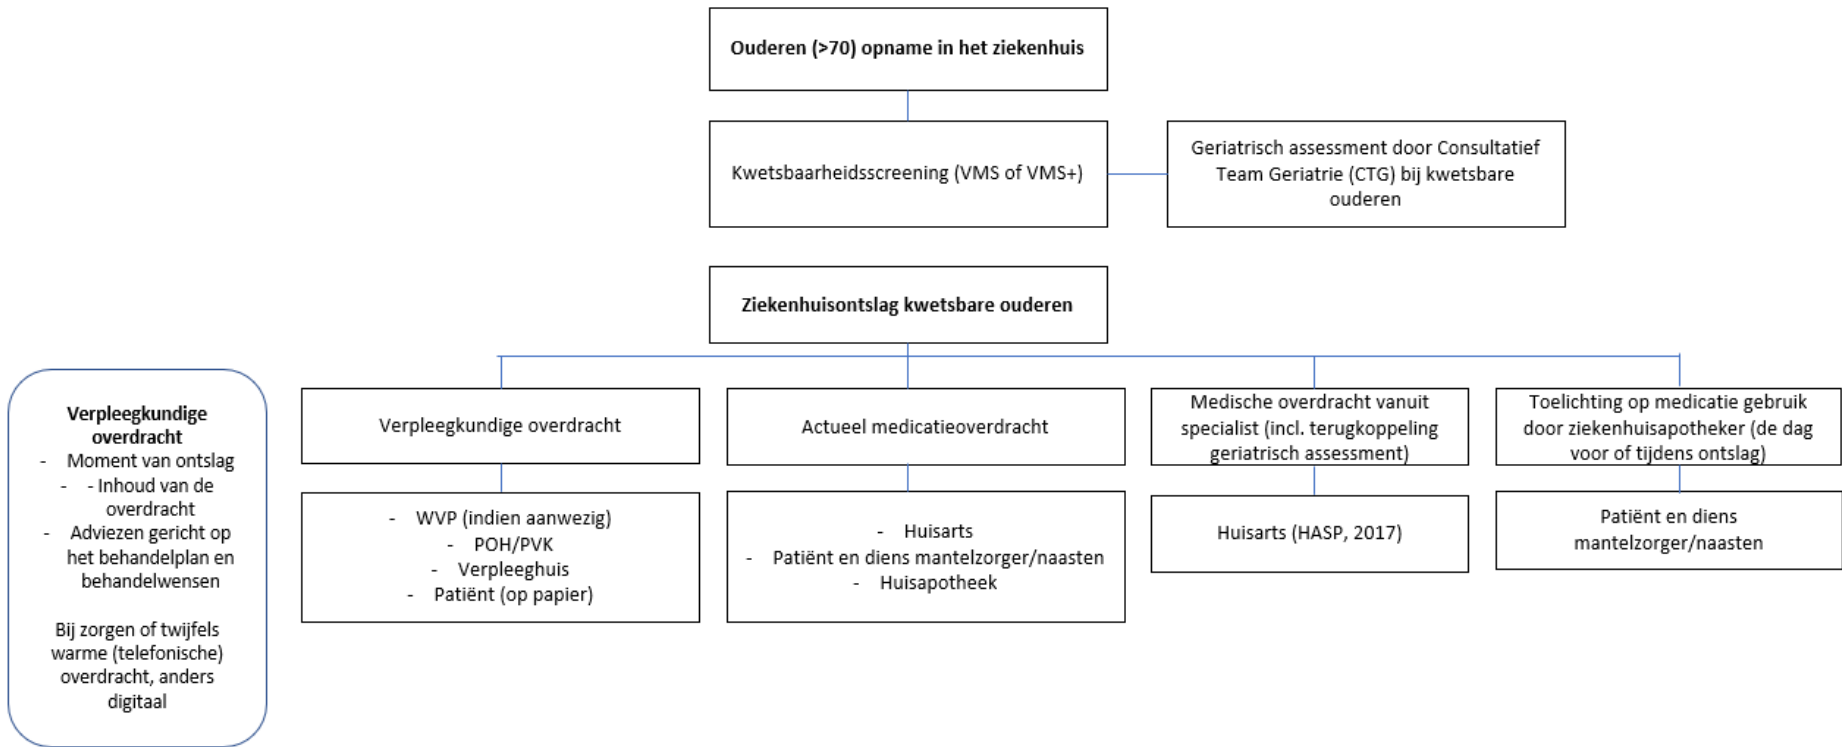 Ouderen (>70) opname in het ziekenhuis
Kwetsbaarheidsscreening (VMS of VMS+)
Geriatrisch assessment door Consultatief
Team Geriatrie (CTG) bij kwetsbare
ouderen
Ziekenhuisontslag kwetsbare ouderen
Verpleegkundige
overdracht
- Moment van ontslag
- - Inhoud van de
overdracht
- Adviezen gericht op
het behandelplan en
behandelwensen
Bij zorgen of twijfels
warme (telefonische)
overdracht, anders
digitaal
Verpleegkundige overdracht
- WVP (indien aanwezig)
- POH/PVK
- Verpleeghuis
- Patiënt (op papier)
Actueel medicatieoverdracht
- Huisarts
- Patiënt en diens mantelzorger/naasten
- Huisapotheek
Medische overdracht vanuit
specialist (incl. terugkoppeling
geriatrisch assessment)
Huisarts (HASP, 2017)
Toelichting op medicatie gebruik
door ziekenhuisapotheker (de dag
voor of tijdens ontslag)
Patiënt en diens
mantelzorger/naasten